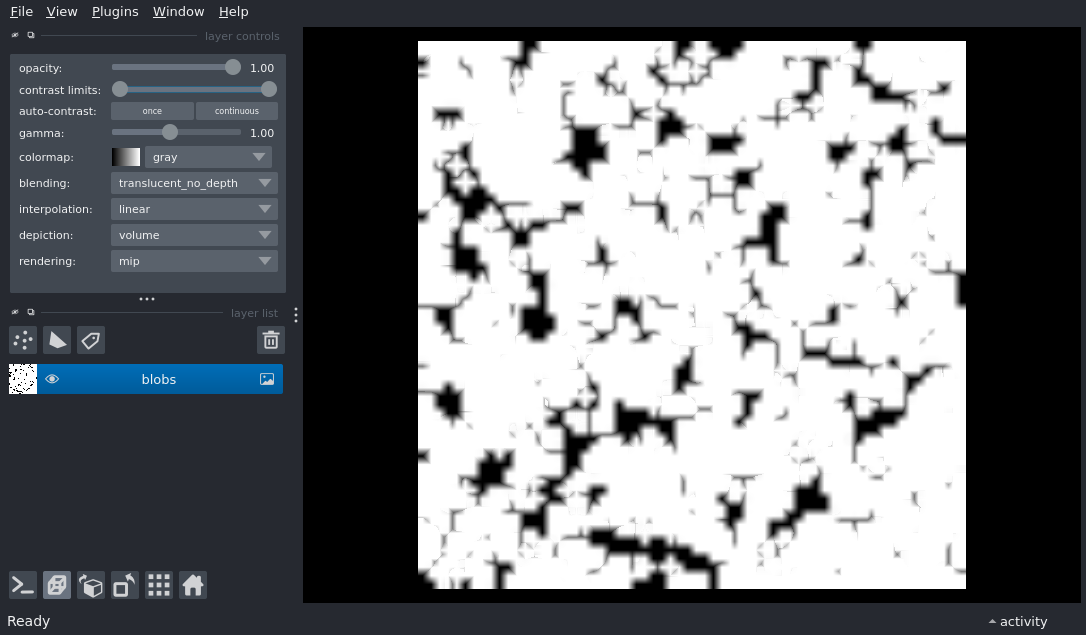 File View Plugins Window Help
layer controls
opacity: 1.00
contrast limits:
auto-contrast: once continuous
gamma: 1.00
colormap: gray
blending: translucent_no_depth
interpolation: linear
depiction: volume
rendering: mip
layer list
blobs
Ready activity